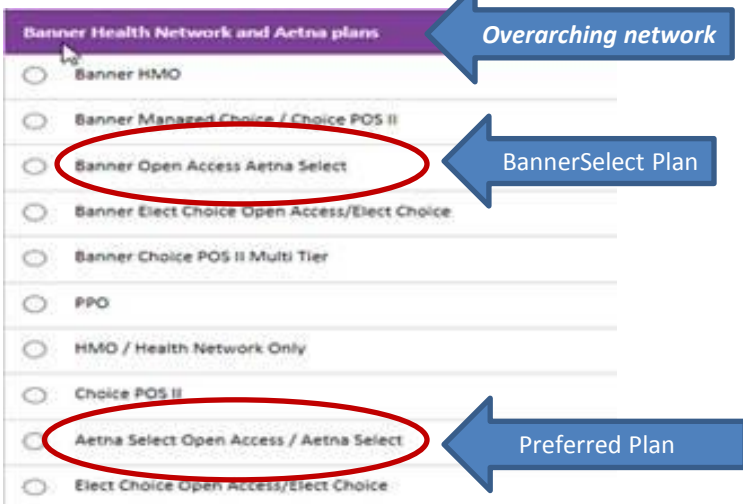 Banner Health Network and Aetna plans
Overarching network
Banner HMO
Banner Managed Choice / Choice POS II
Banner Open Access Aetna Select
BannerSelect Plan
Banner Elect Choice Open Access/Elect Choice
Banner Choice POS II Multi Tier
PPO
HMO / Health Network Only
Choice POS II
Aetna Select Open Access / Aetna Select
Preferred Plan
Elect Choice Open Access/Elect Choice